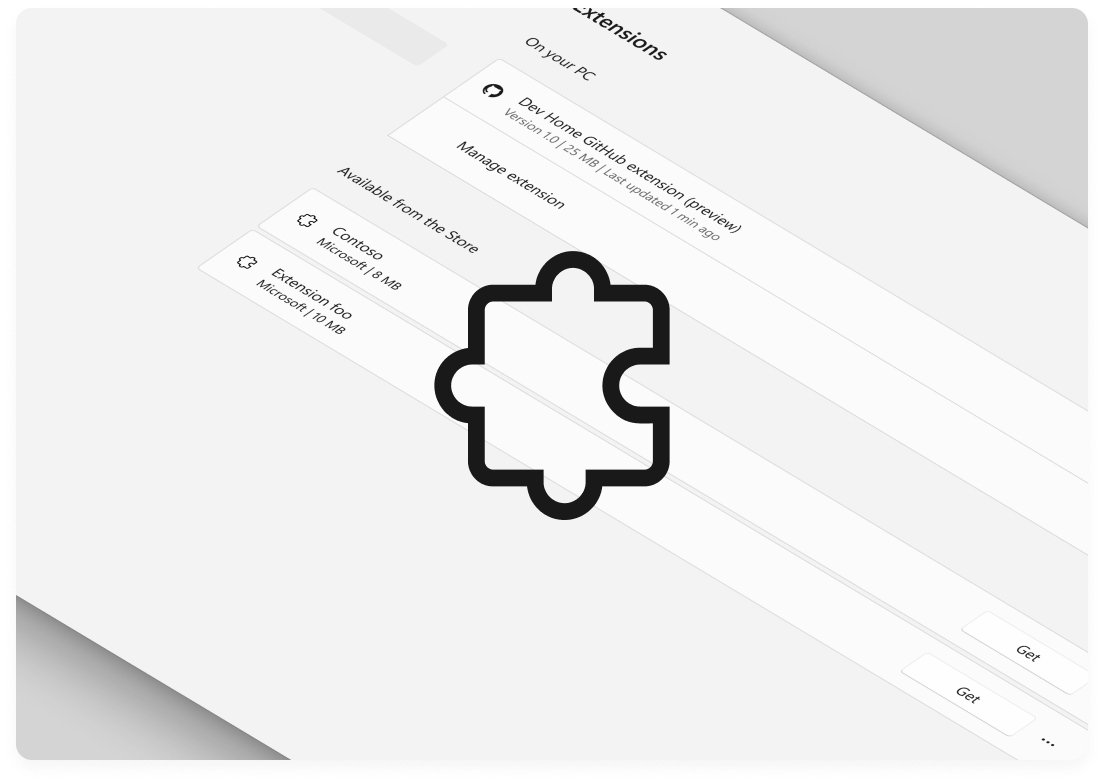 Extensions
On your PC
Dev Home GitHub extension (preview)
Version 1.0 | 25 MB | Last updated 1 min ago
Manage extension
Available from the Store
Contoso
Microsoft | 8 MB
Get
Extension foo
Microsoft | 10 MB
Get
...